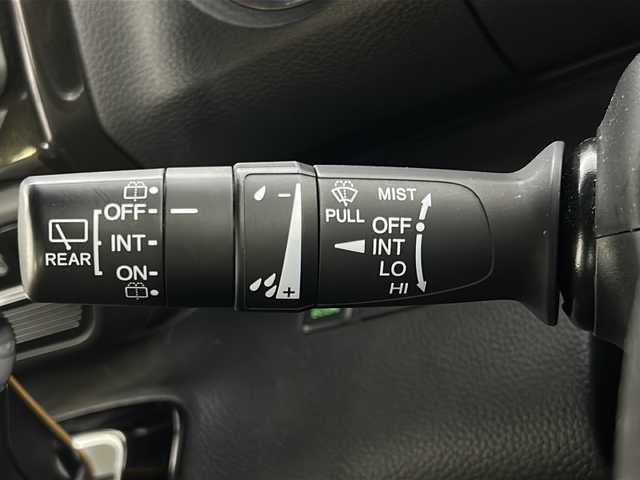 OFF
INT
REAR
ON
-
+
PULL
MIST
OFF
INT
LO
HI